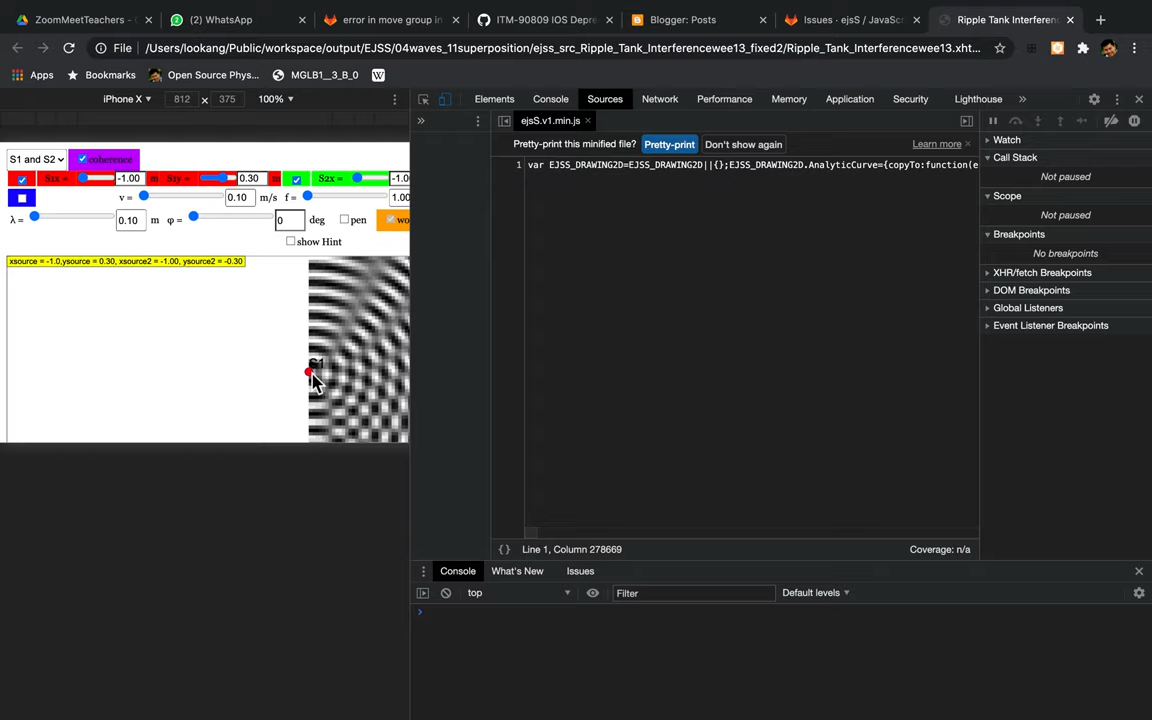 ZoomMeetTeachers -
(2) WhatsApp
error in move group in
ITM-90809 IOS Depre
Blogger: Posts
Issues · ejsS / JavaSc
Ripple Tank Interferenc
File
/Users/lookang/Public/workspace/output/EJSS/04waves_11superposition/ejss_src_Ripple_Tank_Interferencewee13_fixed2/Ripple_Tank_Interferencewee13.xht...
Apps
Bookmarks
Open Source Phys...
MGLB1__3_B_0
W
iPhone X
812
375
100%
Elements
Console
Sources
Network
Performance
Memory
Application
Security
Lighthouse
ejsS.v1.min.js
Pretty-print this minified file?
Pretty-print
Don't show again
Learn more
1 var EJSS_DRAWING2D=EJSS_DRAWING2D||{};EJSS_DRAWING2D.AnalyticCurve={copyTo:function(e
Watch
Call Stack
Not paused
Scope
Not paused
Breakpoints
No breakpoints
XHR/fetch Breakpoints
DOM Breakpoints
Global Listeners
Event Listener Breakpoints
S1 and S2
coherence
S1x = -1.00 m S1y = 0.30 m S2x = -1.0
v = 0.10 m/s f = 1.00
λ = 0.10 m φ = 0 deg pen wo
show Hint
xsource = -1.0,ysource = 0.30, xsource2 = -1.00, ysource2 = -0.30
S1
{} Line 1, Column 278669
Coverage: n/a
Console
What's New
Issues
top
Filter
Default levels